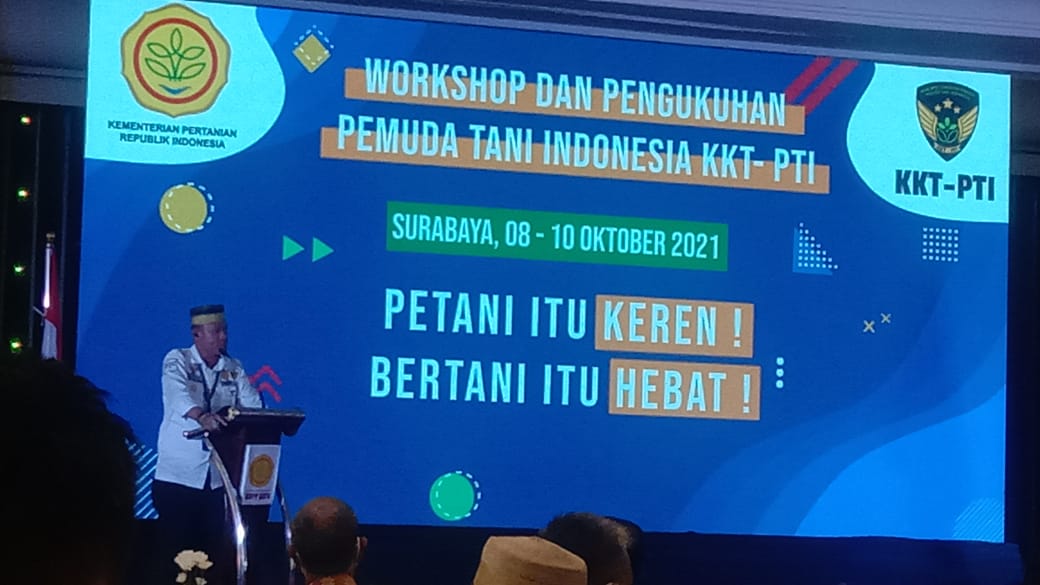 KEMENTERIAN PERTANIAN
REPUBLIK INDONESIA
WORKSHOP DAN PENGUKUHAN
PEMUDA TANI INDONESIA KKT- PTI
KKT-PTI
SURABAYA, 08 - 10 OKTOBER 2021
PETANI ITU KEREN !
BERTANI ITU HEBAT !